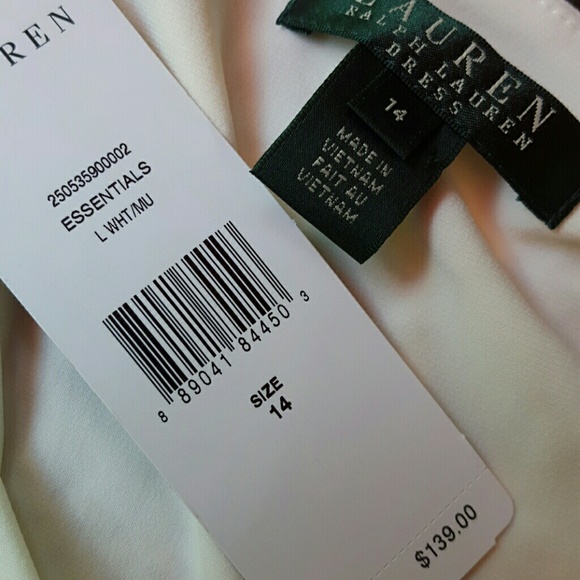 REN
250535900002
ESSENTIALS
L WHT/MU
8 89041 84450 3
SIZE
14
$139.00
LAUREN
RALPH LAUREN
DRESS
14
MADE IN
VIETNAM
FAIT AU
VIETNAM